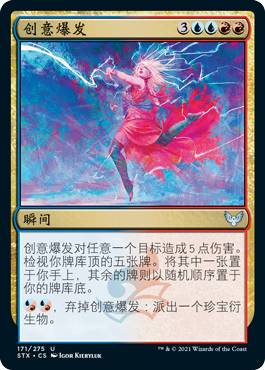 创意爆发 3
瞬间
创意爆发对任意一个目标造成5点伤害。
检视你牌库顶的五张牌。将其中一张置
于你手上，其余的牌则以随机顺序置于
你的牌库底。
，弃掉创意爆发：派出一个珍宝衍
生物。
171/275 U
STX • CS IGOR KIERYLUK
™ & © 2021 Wizards of the Coast